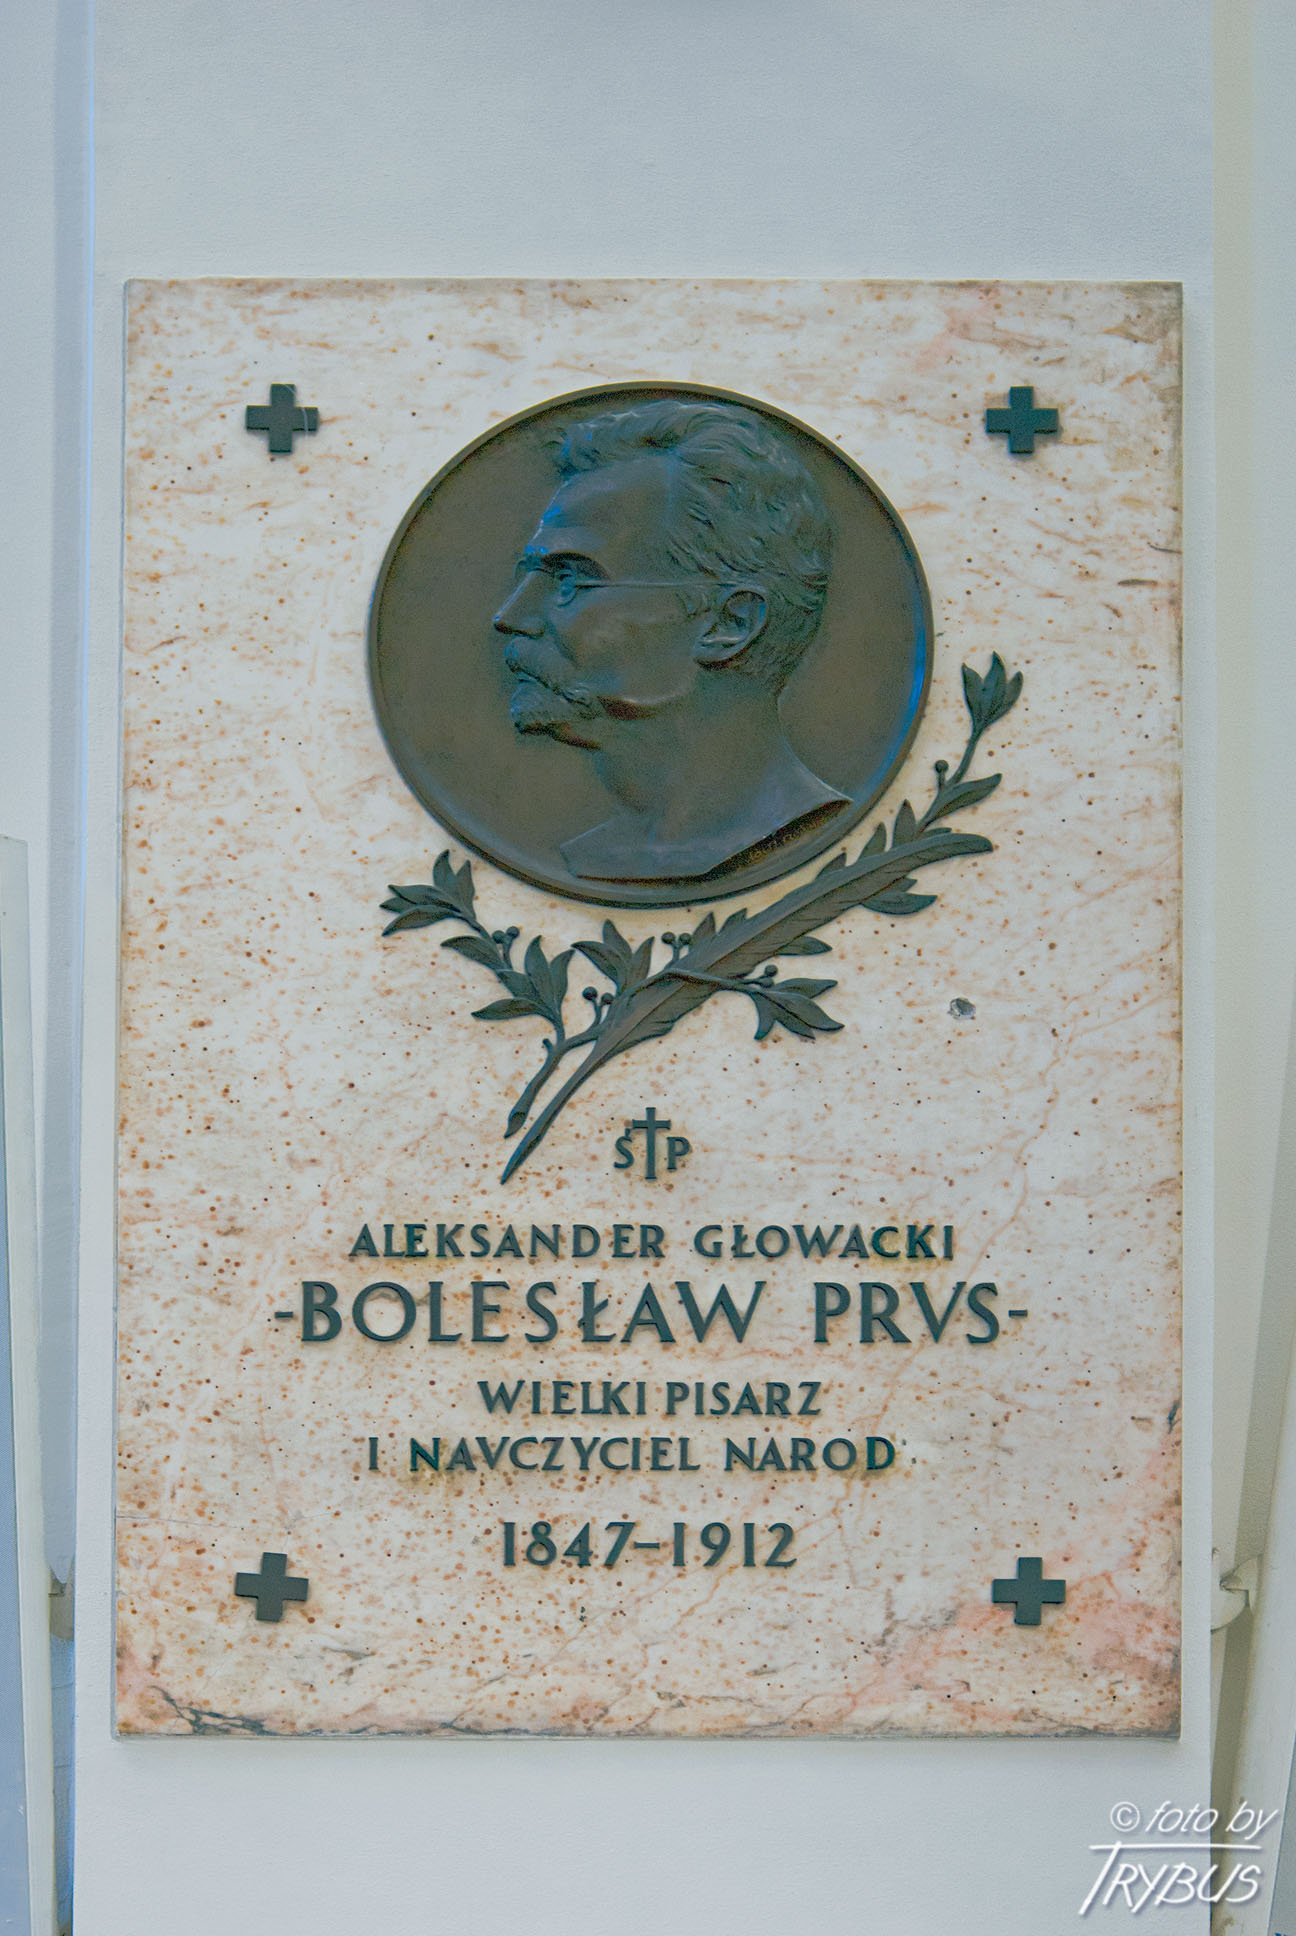 Ś✝P
ALEKSANDER GŁOWACKI
-BOLESŁAW PRVS-
WIELKI PISARZ
I NAVCZYCIEL NAROD
1847-1912
© foto by
TRYBUS